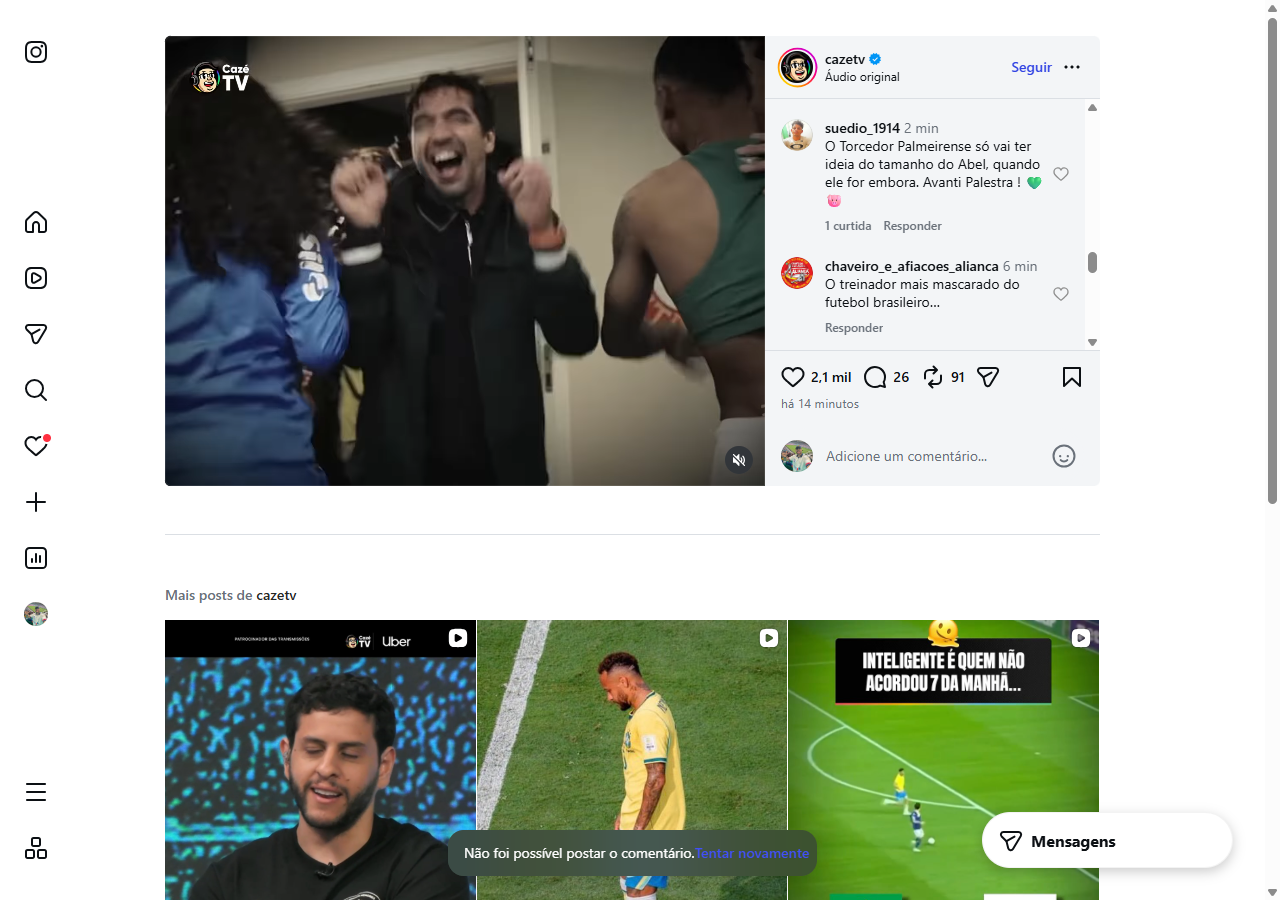 Cazé
TV
cazetv
Áudio original
Seguir
suedio_1914 2 min
O Torcedor Palmeirense só vai ter
ideia do tamanho do Abel, quando
ele for embora. Avanti Palestra ! 💚
🐷
1 curtida Responder
chaveiro_e_afiacoes_alianca 6 min
O treinador mais mascarado do
futebol brasileiro...
Responder
2,1 mil 26 91
há 14 minutos
Adicione um comentário...
Mais posts de cazetv
PATROCINADOR DAS TRANSMISSÕES
Cazé
TV
Uber
INTELIGENTE É QUEM NÃO
ACORDOU 7 DA MANHÃ...
Não foi possível postar o comentário.Tentar novamente
Mensagens